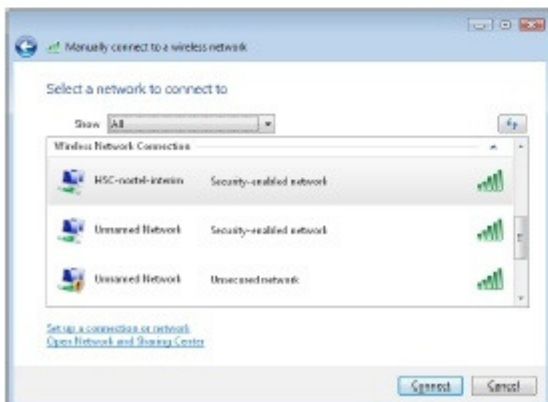 Manually connect to a wireless network
Select a network to connect to
Show All
Wireless Network Connection
HSC-nortel-interim Security-enabled network
Unnamed Network Security-enabled network
Unnamed Network Unsecured network
Set up a connection or network
Open Network and Sharing Center
Connect Cancel